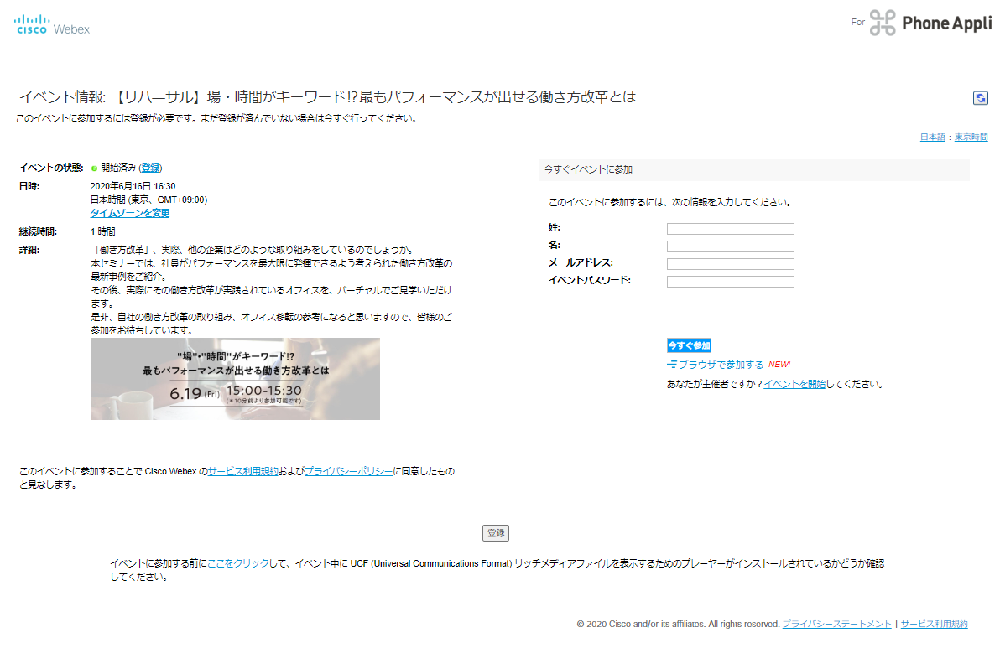 CISCO Webex
For Phone Appli
イベント情報: 【リハーサル】場・時間がキーワード!?最もパフォーマンスが出せる働き方改革とは
このイベントに参加するには登録が必要です。まだ登録が済んでいない場合は今すぐ行ってください。
日本語 : 東京時間
イベントの状態: 開始済み (登録)
日時: 2020年6月16日 16:30
日本時間 (東京、GMT+09:00)
タイムゾーンを変更
継続時間: 1 時間
詳細: 「働き方改革」、実際、他の企業はどのような取り組みをしているのでしょうか。
本セミナーでは、社員がパフォーマンスを最大限に発揮できるよう考えられた働き方改革の
最新事例をご紹介。
その後、実際にその働き方改革が実践されているオフィスを、バーチャルでご見学いただけ
ます。
是非、自社の働き方改革の取り組み、オフィス移転の参考になると思いますので、皆様のご
参加をお待ちしています。
"場"・"時間"がキーワード!?
最もパフォーマンスが出せる働き方改革とは
6.19 (Fri) 15:00-15:30
(＊10分前より参加可能です)
今すぐイベントに参加
このイベントに参加するには、次の情報を入力してください。
姓:
名:
メールアドレス:
イベントパスワード:
今すぐ参加
ブラウザで参加する NEW!
あなたが主催者ですか？イベントを開始してください。
このイベントに参加することで Cisco Webex のサービス利用規約およびプライバシーポリシーに同意したもの
と見なします。
登録
イベントに参加する前にここをクリックして、イベント中に UCF (Universal Communications Format) リッチメディアファイルを表示するためのプレーヤーがインストールされているかどうか確認
してください。
© 2020 Cisco and/or its affiliates. All rights reserved. プライバシーステートメント | サービス利用規約